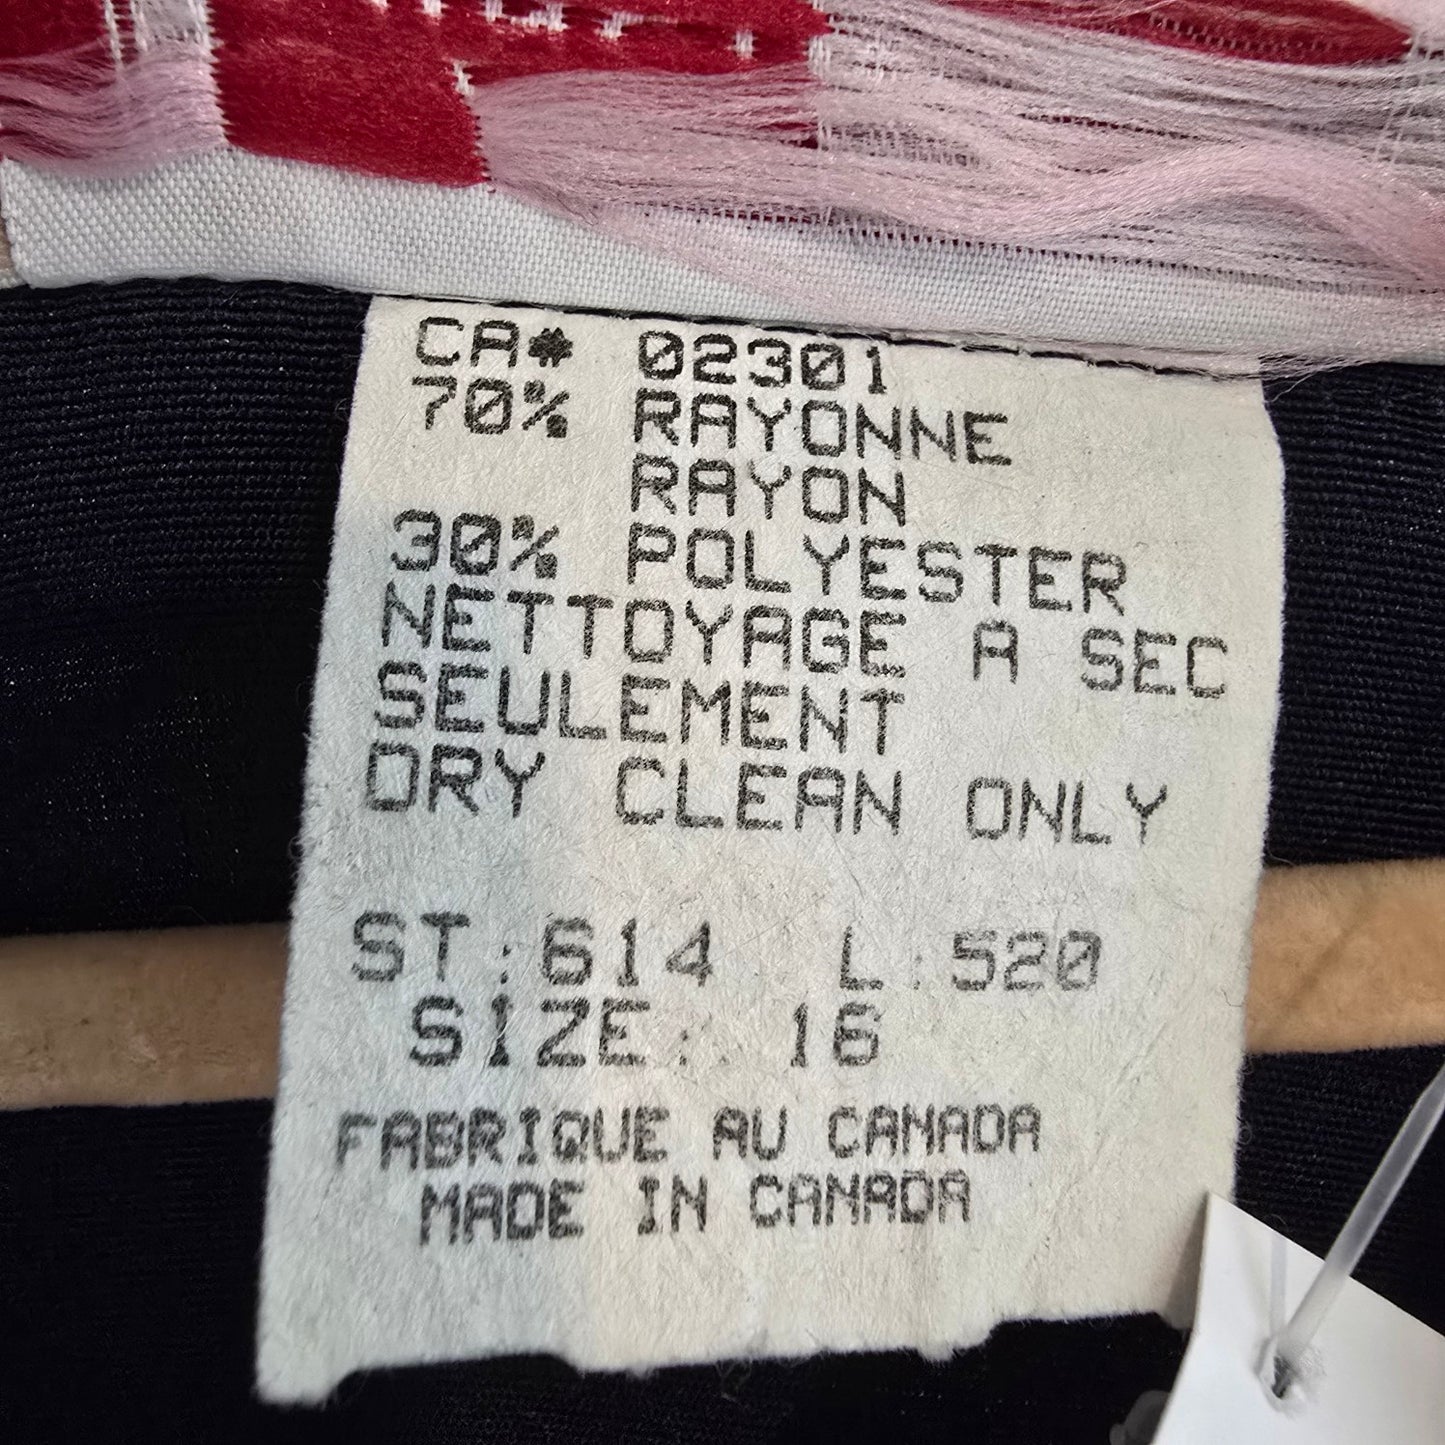 CA# 02301
70% RAYONNE
RAYON
30% POLYESTER
NETTOYAGE A SEC
SEULEMENT
DRY CLEAN ONLY
ST:614 L:520
SIZE: 16
FABRIQUE AU CANADA
MADE IN CANADA